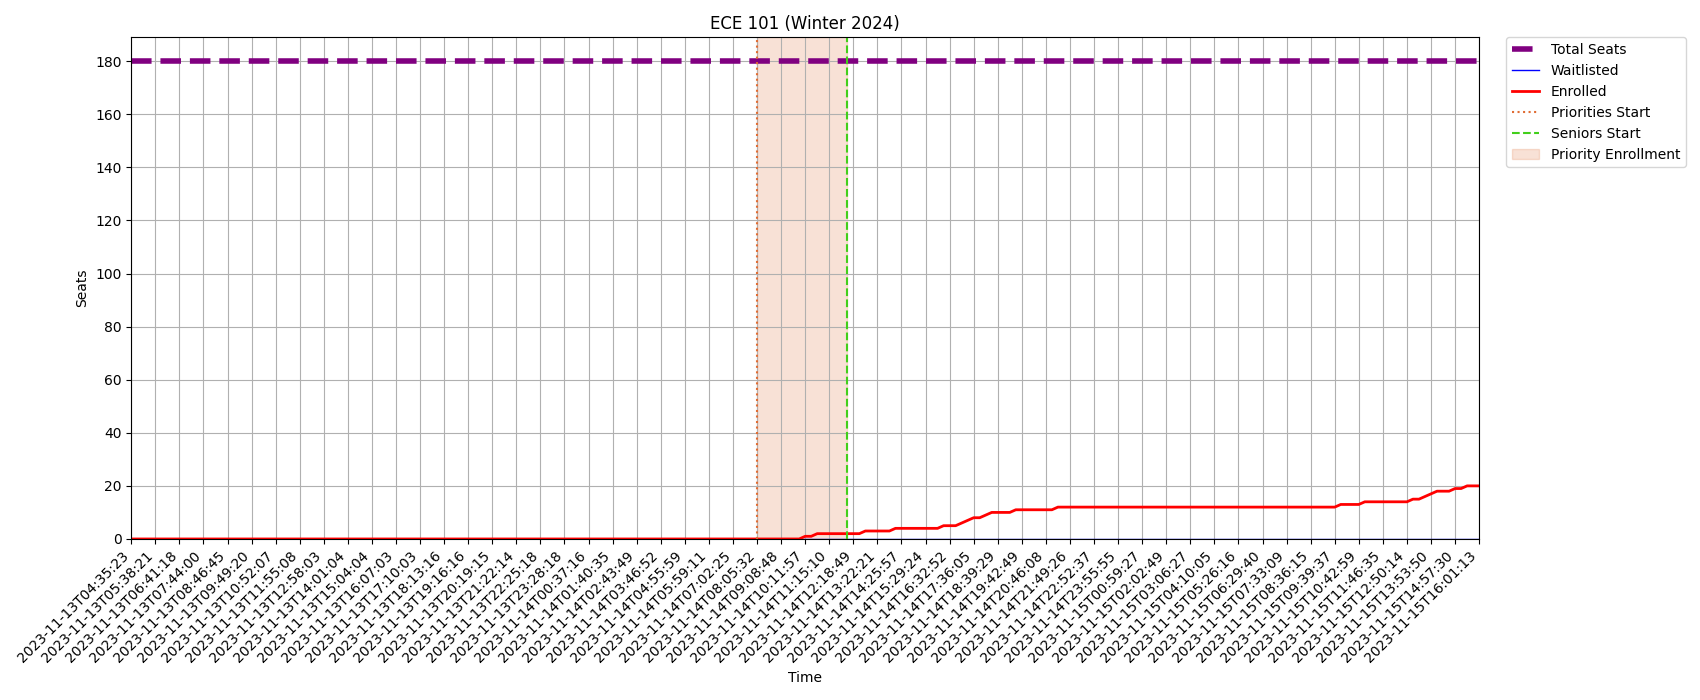 ECE 101 (Winter 2024)
Total Seats
Waitlisted
Enrolled
Priorities Start
Seniors Start
Priority Enrollment
Seats
180
160
140
120
100
80
60
40
20
0
2023-11-13T04:35:23
2023-11-13T05:38:21
2023-11-13T06:41:18
2023-11-13T07:44:00
2023-11-13T08:46:45
2023-11-13T09:49:20
2023-11-13T10:52:07
2023-11-13T11:55:08
2023-11-13T12:58:03
2023-11-13T14:01:04
2023-11-13T15:04:04
2023-11-13T16:07:03
2023-11-13T17:10:03
2023-11-13T18:13:16
2023-11-13T19:16:16
2023-11-13T20:19:15
2023-11-13T21:22:14
2023-11-13T22:25:18
2023-11-13T23:28:18
2023-11-14T00:37:16
2023-11-14T01:40:35
2023-11-14T02:43:49
2023-11-14T03:46:52
2023-11-14T04:55:59
2023-11-14T05:59:11
2023-11-14T07:02:25
2023-11-14T08:05:32
2023-11-14T09:08:48
2023-11-14T10:11:57
2023-11-14T11:15:10
2023-11-14T12:18:49
2023-11-14T13:22:21
2023-11-14T14:25:57
2023-11-14T15:29:24
2023-11-14T16:32:52
2023-11-14T17:36:05
2023-11-14T18:39:29
2023-11-14T19:42:49
2023-11-14T20:46:08
2023-11-14T21:49:26
2023-11-14T22:52:37
2023-11-14T23:55:55
2023-11-15T00:59:27
2023-11-15T02:02:49
2023-11-15T03:06:27
2023-11-15T04:10:05
2023-11-15T05:26:16
2023-11-15T06:29:40
2023-11-15T07:33:09
2023-11-15T08:36:15
2023-11-15T09:39:37
2023-11-15T10:42:59
2023-11-15T11:46:35
2023-11-15T12:50:14
2023-11-15T13:53:50
2023-11-15T14:57:30
2023-11-15T16:01:13
Time